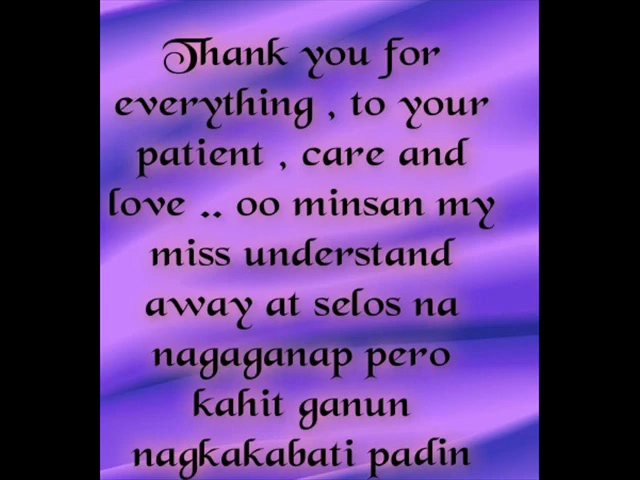 Thank you for
everything , to your
patient , care and
love .. oo minsan my
miss understand
away at selos na
nagaganap pero
kahit ganun
nagkakabati padin